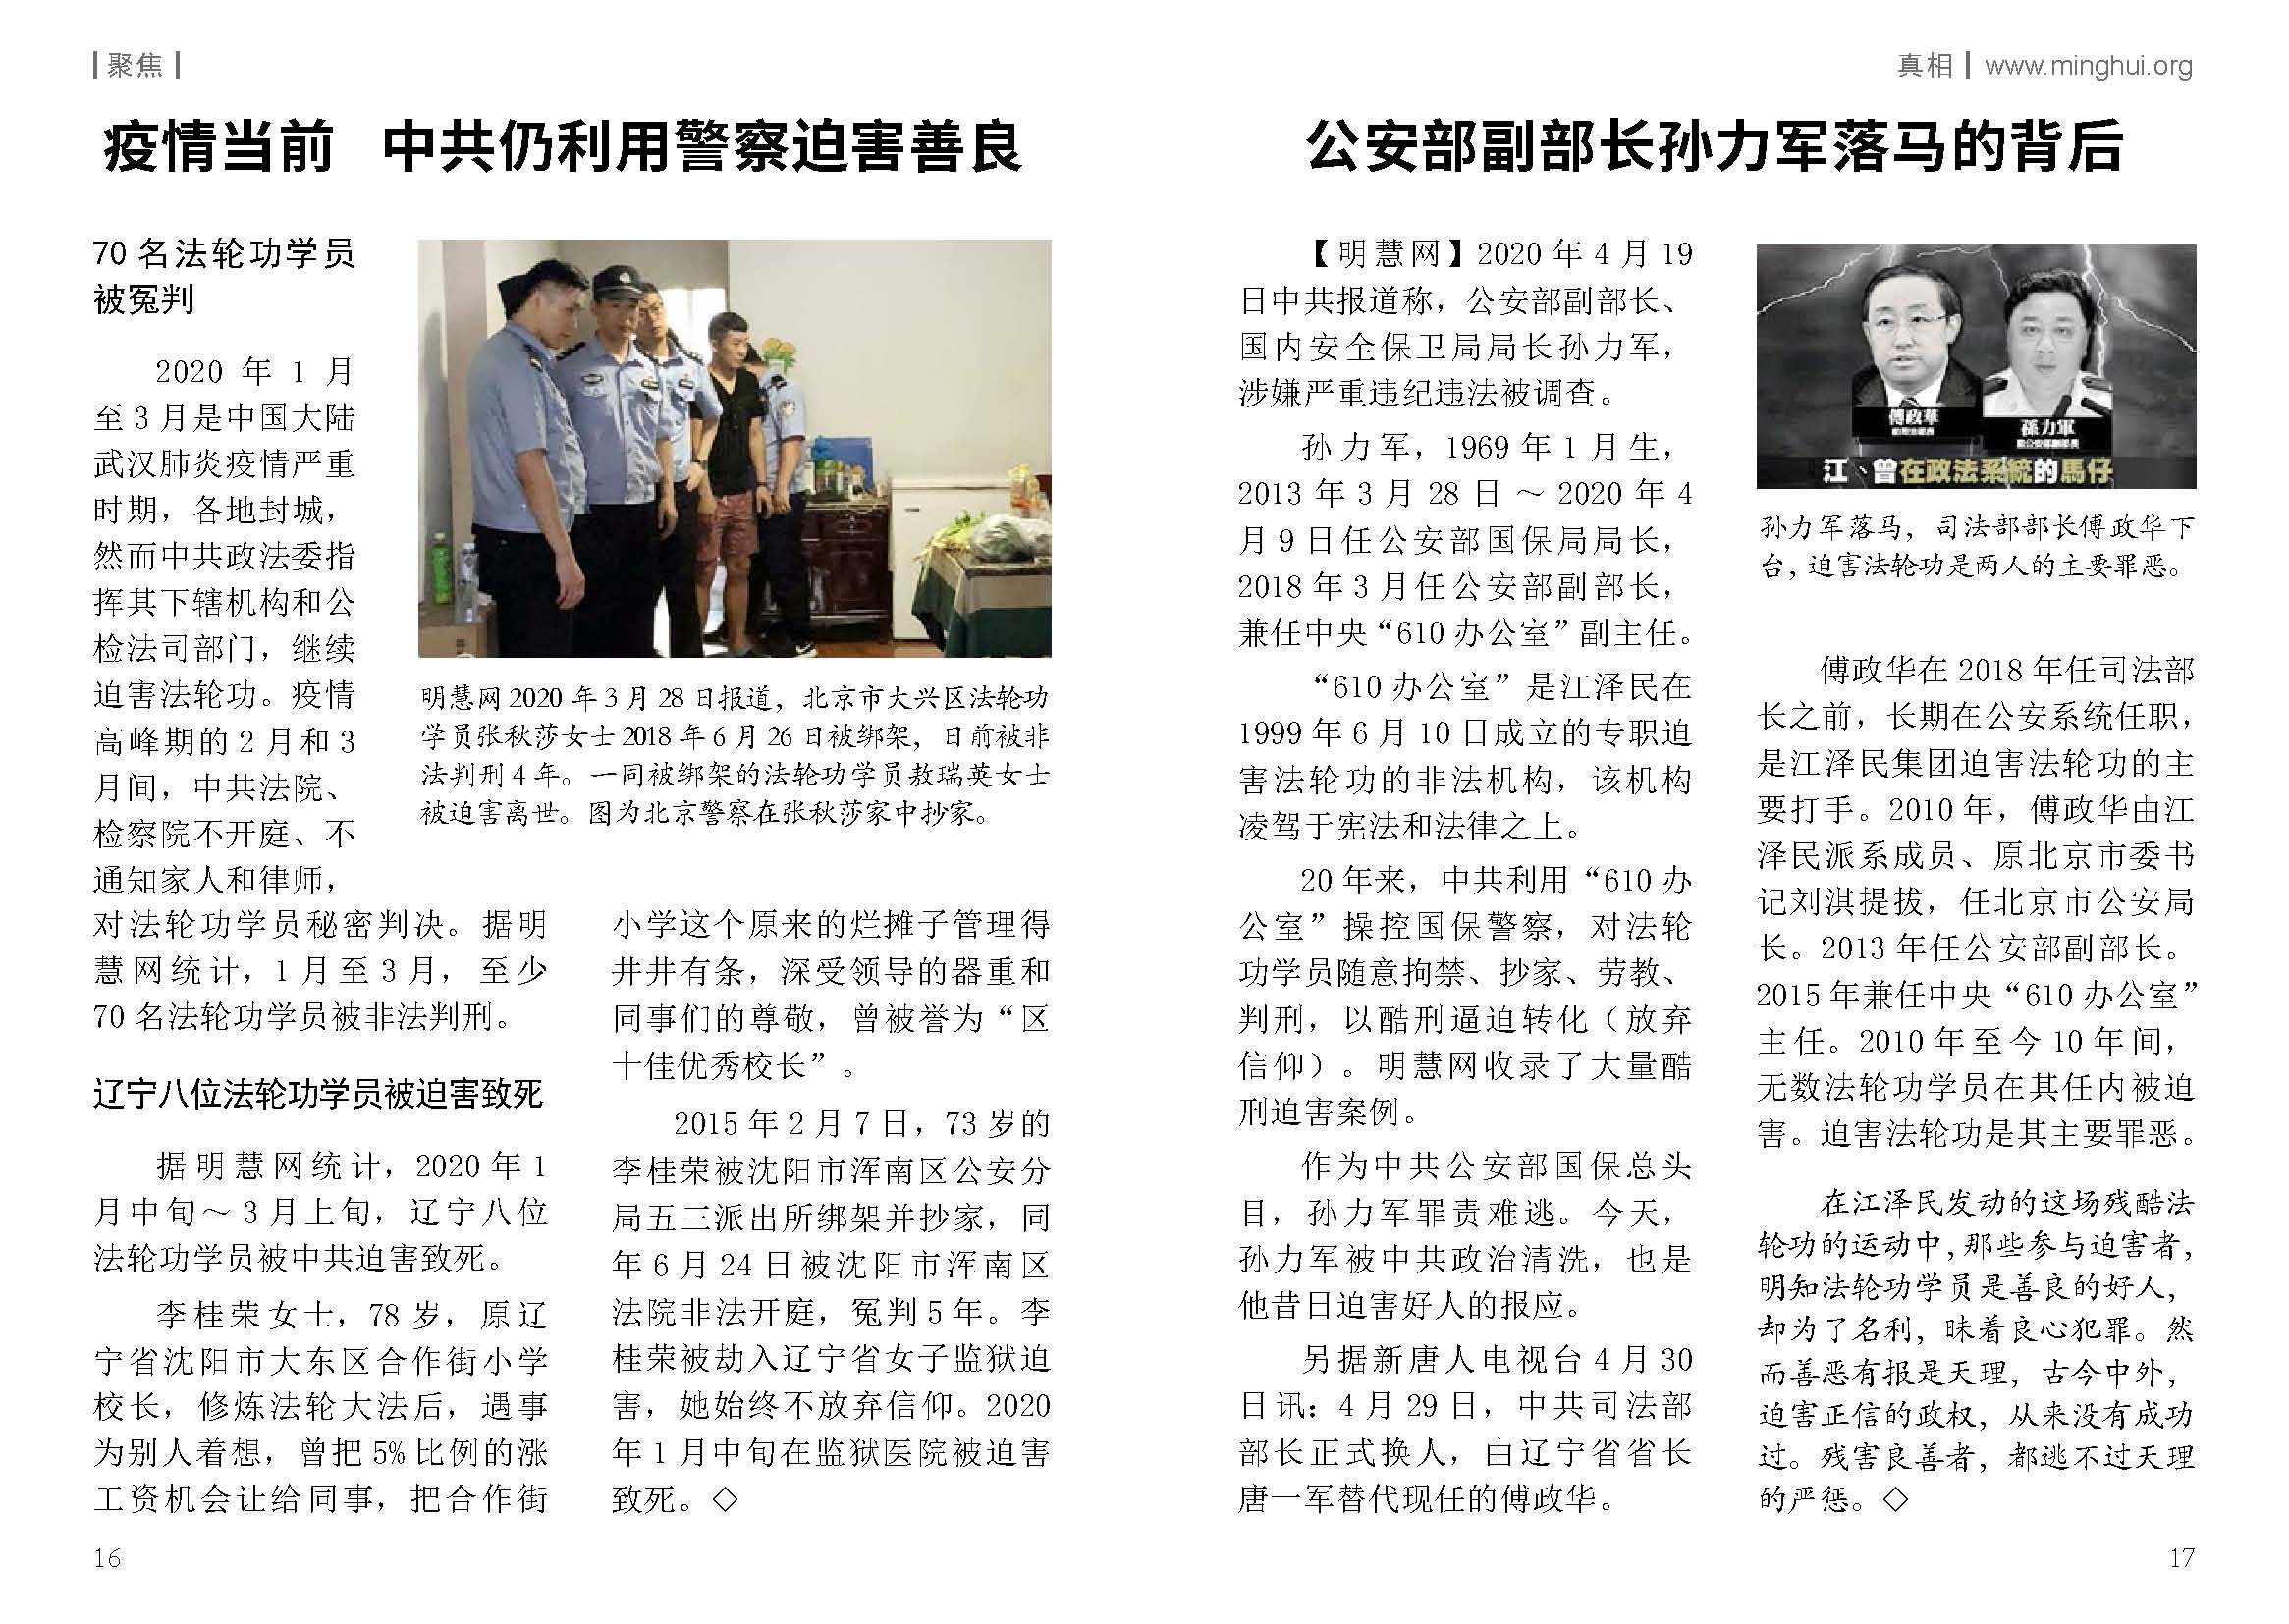 聚焦
疫情当前 中共仍利用警察迫害善良
70 名法轮功学员
被冤判
2020 年 1 月
至 3 月是中国大陆
武汉肺炎疫情严重
时期，各地封城，
然而中共政法委指
挥其下辖机构和公
检法司部门，继续
迫害法轮功。疫情
高峰期的 2 月和 3
月间，中共法院、
检察院不开庭、不
通知家人和律师，
对法轮功学员秘密判决。据明
慧网统计，1 月至 3 月，至少
70 名法轮功学员被非法判刑。
辽宁八位法轮功学员被迫害致死
据明慧网统计，2020 年 1
月中旬～ 3 月上旬，辽宁八位
法轮功学员被中共迫害致死。
李桂荣女士，78 岁，原辽
宁省沈阳市大东区合作街小学
校长，修炼法轮大法后，遇事
为别人着想，曾把 5% 比例的涨
工资机会让给同事，把合作街
明慧网 2020 年 3 月 28 日报道，北京市大兴区法轮功
学员张秋莎女士 2018 年 6 月 26 日被绑架，日前被非
法判刑 4 年。一同被绑架的法轮功学员敖瑞英女士
被迫害离世。图为北京警察在张秋莎家中抄家。
小学这个原来的烂摊子管理得
井井有条，深受领导的器重和
同事们的尊敬，曾被誉为“区
十佳优秀校长”。
2015 年 2 月 7 日，73 岁的
李桂荣被沈阳市浑南区公安分
局五三派出所绑架并抄家，同
年 6 月 24 日被沈阳市浑南区
法院非法开庭，冤判 5 年。李
桂荣被劫入辽宁省女子监狱迫
害，她始终不放弃信仰。2020
年 1 月中旬在监狱医院被迫害
致死。◇
16
真相 www.minghui.org
公安部副部长孙力军落马的背后
【明慧网】2020 年 4 月 19
日中共报道称，公安部副部长、
国内安全保卫局局长孙力军，
涉嫌严重违纪违法被调查。
孙力军，1969 年 1 月生，
2013 年 3 月 28 日 ～ 2020 年 4
月 9 日任公安部国保局局长，
2018 年 3 月任公安部副部长，
兼任中央“610 办公室”副主任。
“610 办公室”是江泽民在
1999 年 6 月 10 日成立的专职迫
害法轮功的非法机构，该机构
凌驾于宪法和法律之上。
20 年来，中共利用“610 办
公室”操控国保警察，对法轮
功学员随意拘禁、抄家、劳教、
判刑，以酷刑逼迫转化（放弃
信仰）。明慧网收录了大量酷
刑迫害案例。
作为中共公安部国保总头
目，孙力军罪责难逃。今天，
孙力军被中共政治清洗，也是
他昔日迫害好人的报应。
另据新唐人电视台 4 月 30
日讯：4 月 29 日，中共司法部
部长正式换人，由辽宁省省长
唐一军替代现任的傅政华。
傅政華
孫力軍
江、曾在政法系統的馬仔
孙力军落马，司法部部长傅政华下
台，迫害法轮功是两人的主要罪恶。
傅政华在 2018 年任司法部
长之前，长期在公安系统任职，
是江泽民集团迫害法轮功的主
要打手。2010 年，傅政华由江
泽民派系成员、原北京市委书
记刘淇提拔，任北京市公安局
长。2013 年任公安部副部长。
2015 年兼任中央“610 办公室”
主任。2010 年至今 10 年间，
无数法轮功学员在其任内被迫
害。迫害法轮功是其主要罪恶。
在江泽民发动的这场残酷法
轮功的运动中，那些参与迫害者，
明知法轮功学员是善良的好人，
却为了名利，昧着良心犯罪。然
而善恶有报是天理，古今中外，
迫害正信的政权，从来没有成功
过。残害良善者，都逃不过天理
的严惩。◇
17